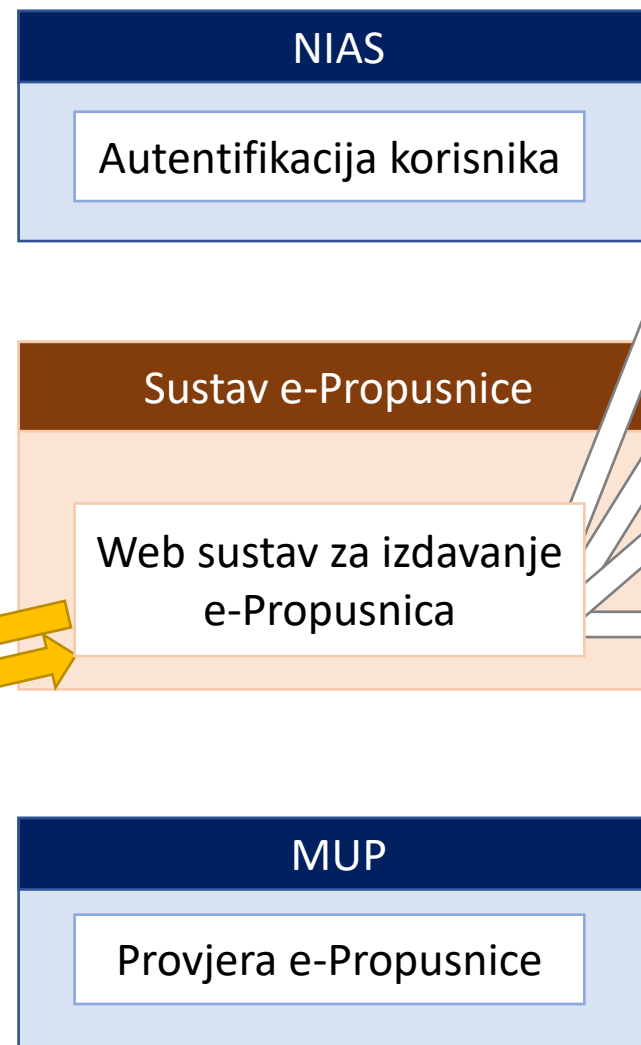 NIAS
Autentifikacija korisnika
Sustav e-Propusnice
Web sustav za izdavanje
e-Propusnica
MUP
Provjera e-Propusnice